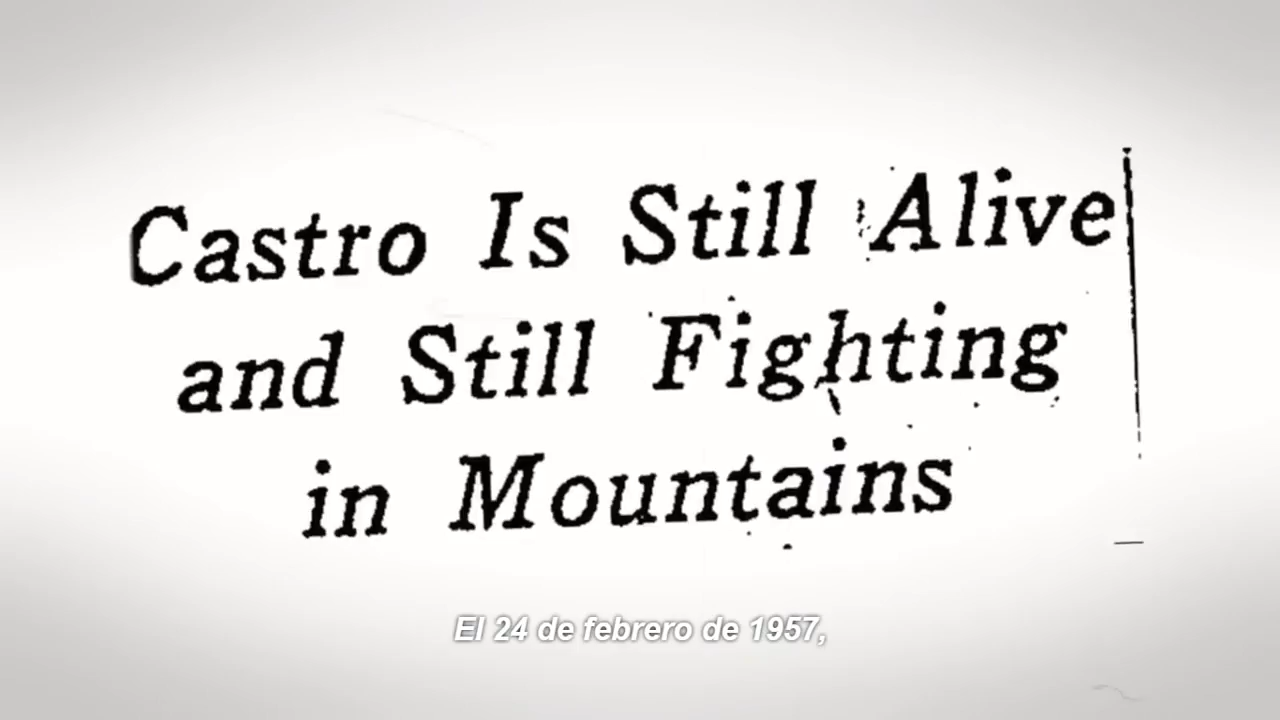 Castro Is Still Alive
and Still Fighting
in Mountains
El 24 de febrero de 1957,